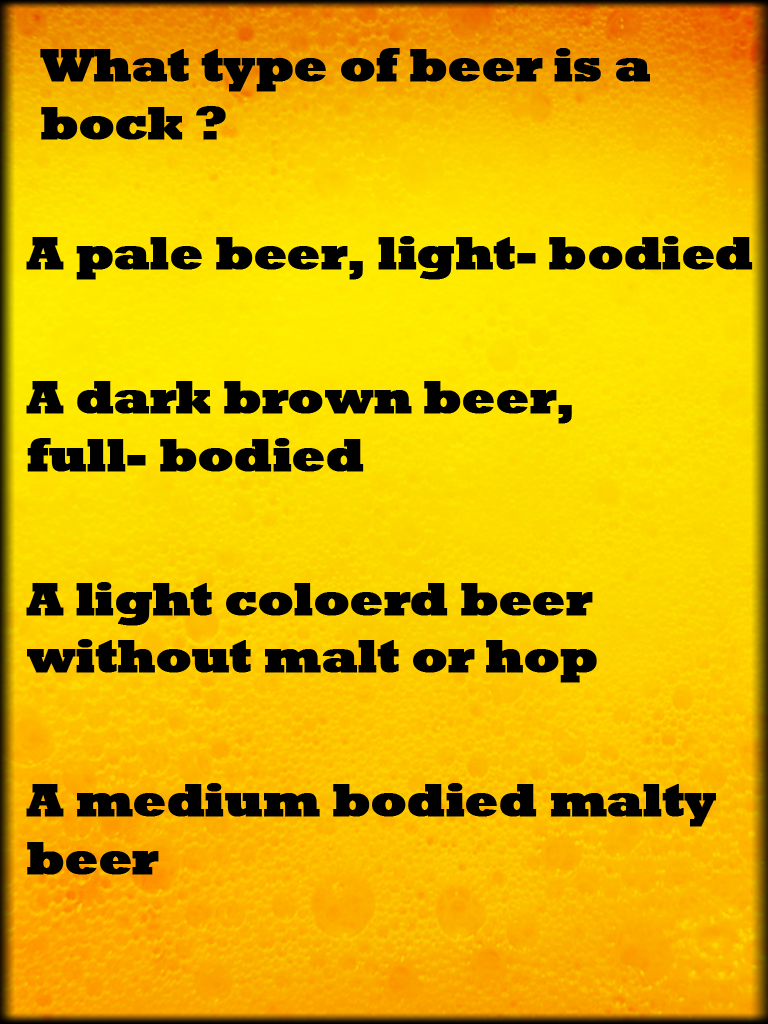 What type of beer is a
bock ?
A pale beer, light- bodied
A dark brown beer,
full- bodied
A light coloerd beer
without malt or hop
A medium bodied malty
beer